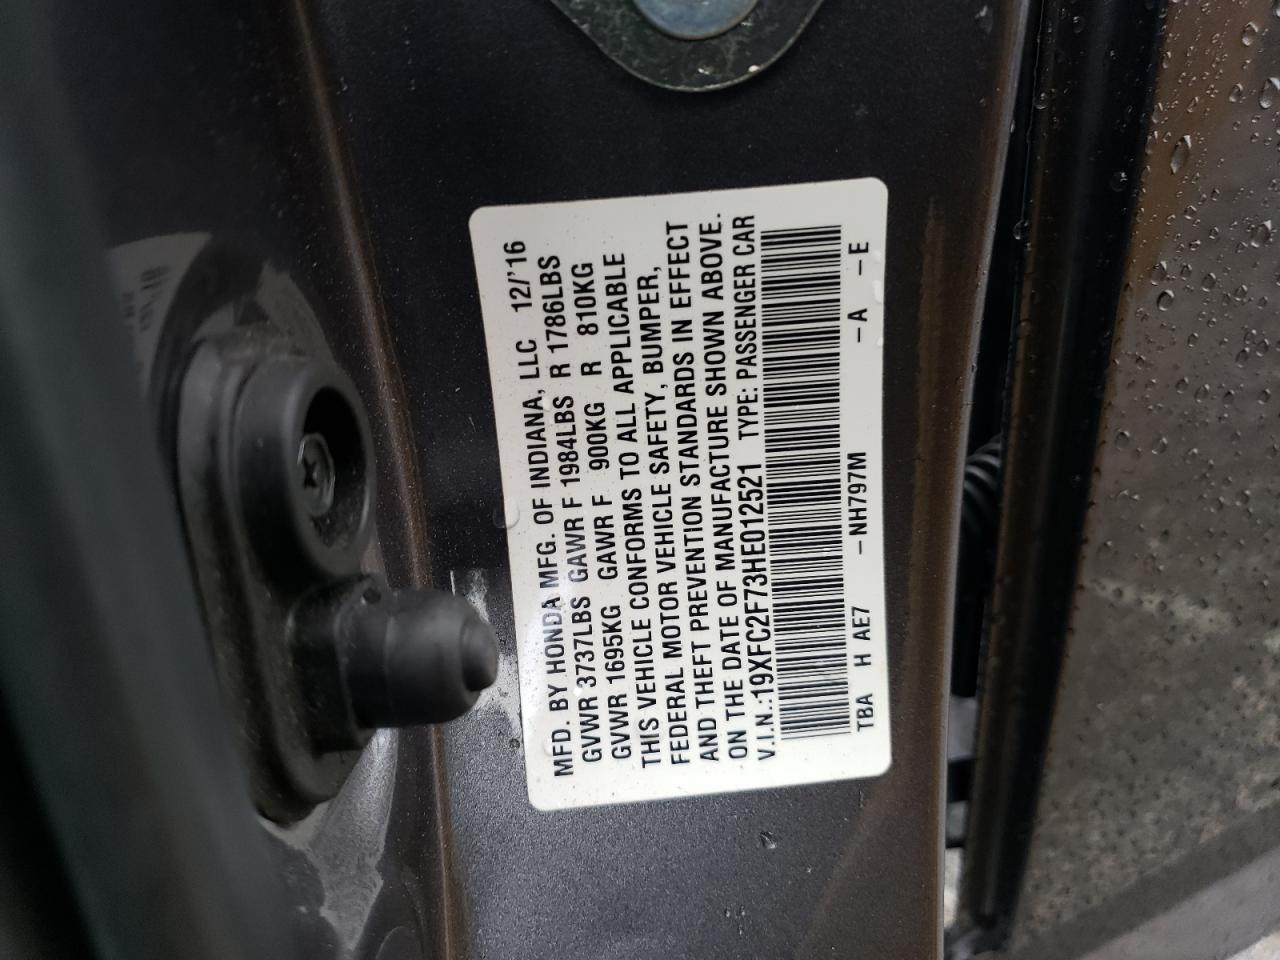 MFD. BY HONDA MFG. OF INDIANA, LLC 12/'16
GVWR 3737LBS GAWR F 1984LBS R 1786LBS
GVWR 1695KG GAWR F 900KG R 810KG
THIS VEHICLE CONFORMS TO ALL APPLICABLE
FEDERAL MOTOR VEHICLE SAFETY, BUMPER,
AND THEFT PREVENTION STANDARDS IN EFFECT
ON THE DATE OF MANUFACTURE SHOWN ABOVE.
V.I.N.:19XFC2F73HE012521 TYPE: PASSENGER CAR
TBA H AE7 -NH797M -A -E